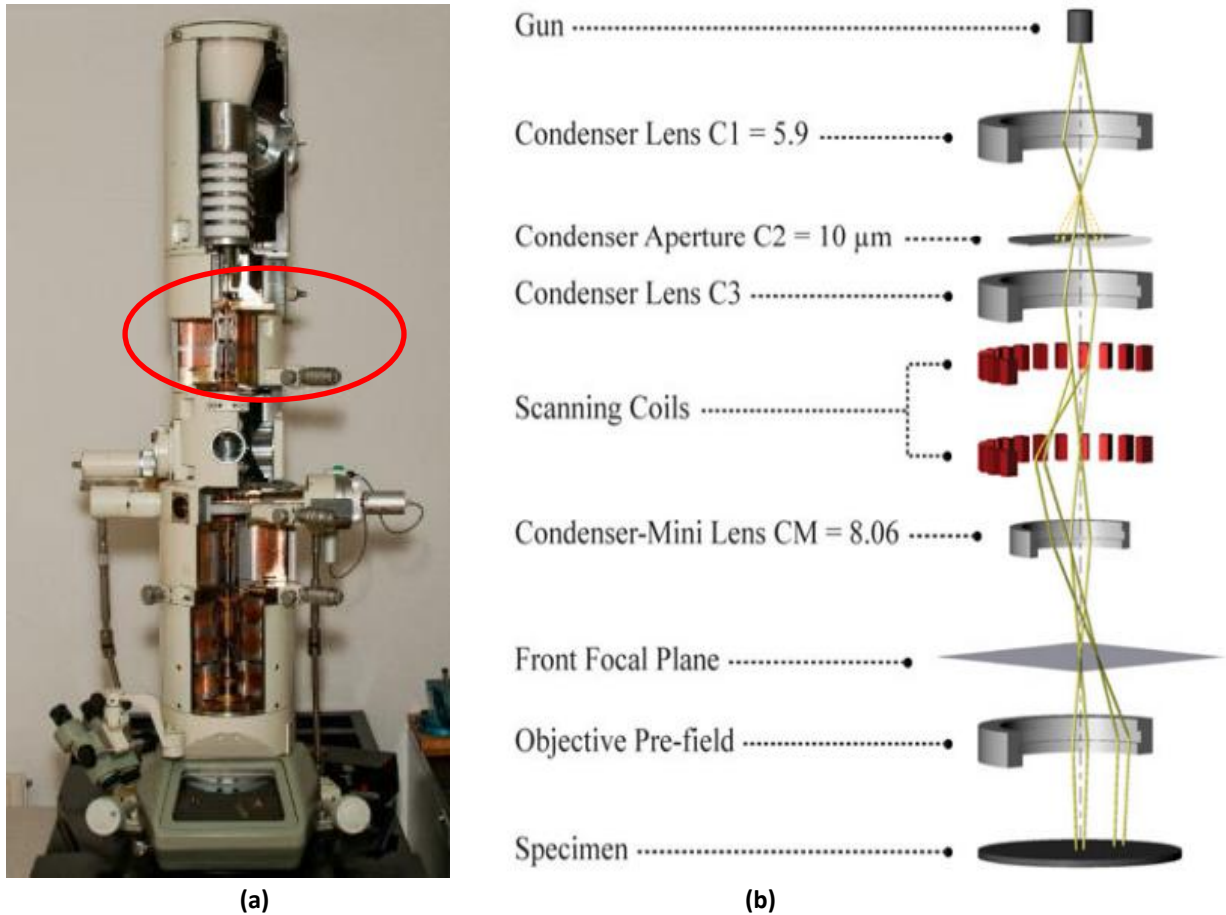 Gun
Condenser Lens C1 = 5.9
Condenser Aperture C2 = 10 µm
Condenser Lens C3
Scanning Coils
Condenser-Mini Lens CM = 8.06
Front Focal Plane
Objective Pre-field
Specimen
(a)
(b)